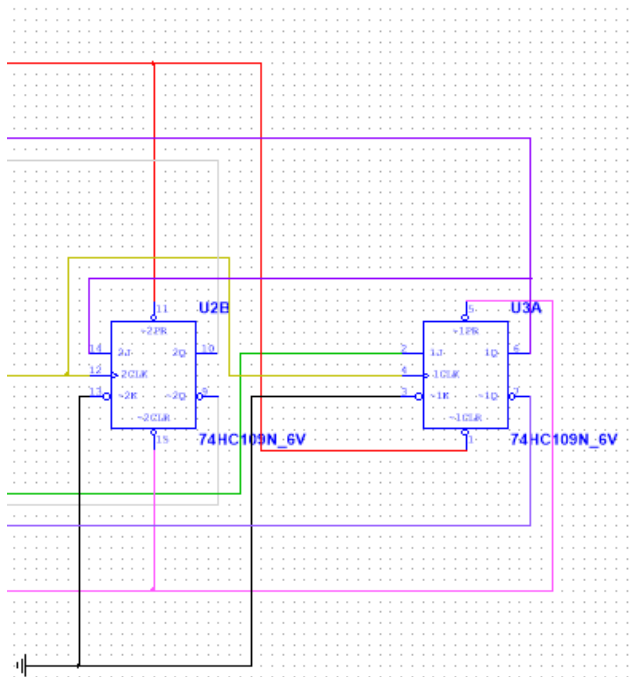 11
U2B
~2PR
14
2J
2Q
10
12
2CLK
13
~2K
~2Q
9
~2CLR
15
74HC109N_6V
5
U3A
~1PR
2
1J
1Q
6
4
1CLK
3
~1K
~1Q
7
~1CLR
1
74HC109N_6V